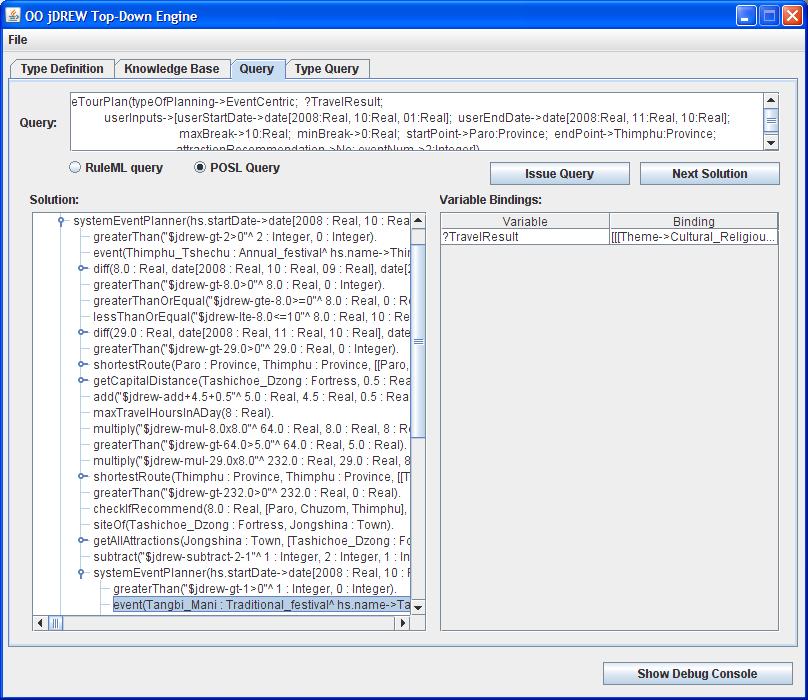 OO jDREW Top-Down Engine
File
Type Definition Knowledge Base Query Type Query
Query:
eTourPlan(typeOfPlanning->EventCentric; ?TravelResult;
userInputs->[userStartDate->date[2008:Real, 10:Real, 01:Real]; userEndDate->date[2008:Real, 11:Real, 10:Real];
maxBreak->10:Real; minBreak->0:Real; startPoint->Paro:Province; endPoint->Thimphu:Province;
attractionRecommendation->No; eventNum->2:Integer])
RuleML query POSL Query Issue Query Next Solution
Solution:
systemEventPlanner(hs.startDate->date[2008 : Real, 10 : Rea
greaterThan("$jdrew-gt-2>0"^ 2 : Integer, 0 : Integer).
event(Thimphu_Tshechu : Annual_festival^ hs.name->Thi
diff(8.0 : Real, date[2008 : Real, 10 : Real, 09 : Real], date[2
greaterThan("$jdrew-gt-8.0>0"^ 8.0 : Real, 0 : Integer).
greaterThanOrEqual("$jdrew-gte-8.0>=0"^ 8.0 : Real, 0 : R
lessThanOrEqual("$jdrew-lte-8.0<=10"^ 8.0 : Real, 10 : Re
diff(29.0 : Real, date[2008 : Real, 11 : Real, 10 : Real], date
greaterThan("$jdrew-gt-29.0>0"^ 29.0 : Real, 0 : Integer).
shortestRoute(Paro : Province, Thimphu : Province, [[Paro,
getCapitalDistance(Tashichoe_Dzong : Fortress, 0.5 : Rea
add("$jdrew-add+4.5+0.5"^ 5.0 : Real, 4.5 : Real, 0.5 : Rea
maxTravelHoursInADay(8 : Real).
multiply("$jdrew-mul-8.0x8.0"^ 64.0 : Real, 8.0 : Real, 8 : R
greaterThan("$jdrew-gt-64.0>5.0"^ 64.0 : Real, 5.0 : Real).
multiply("$jdrew-mul-29.0x8.0"^ 232.0 : Real, 29.0 : Real, 8
shortestRoute(Thimphu : Province, Thimphu : Province, [[T
greaterThan("$jdrew-gt-232.0>0"^ 232.0 : Real, 0 : Real).
checkIfRecommend(8.0 : Real, [Paro, Chuzom, Thimphu],
siteOf(Tashichoe_Dzong : Fortress, Jongshina : Town).
getAllAttractions(Jongshina : Town, [Tashichoe_Dzong : Fo
subtract("$jdrew-subtract-2-1"^ 1 : Integer, 2 : Integer, 1 : In
systemEventPlanner(hs.startDate->date[2008 : Real, 10 : F
greaterThan("$jdrew-gt-1>0"^ 1 : Integer, 0 : Integer).
event(Tangbi_Mani : Traditional_festival^ hs.name->Ta
Variable Bindings:
Variable Binding
?TravelResult [[[Theme->Cultural_Religiou...
Show Debug Console